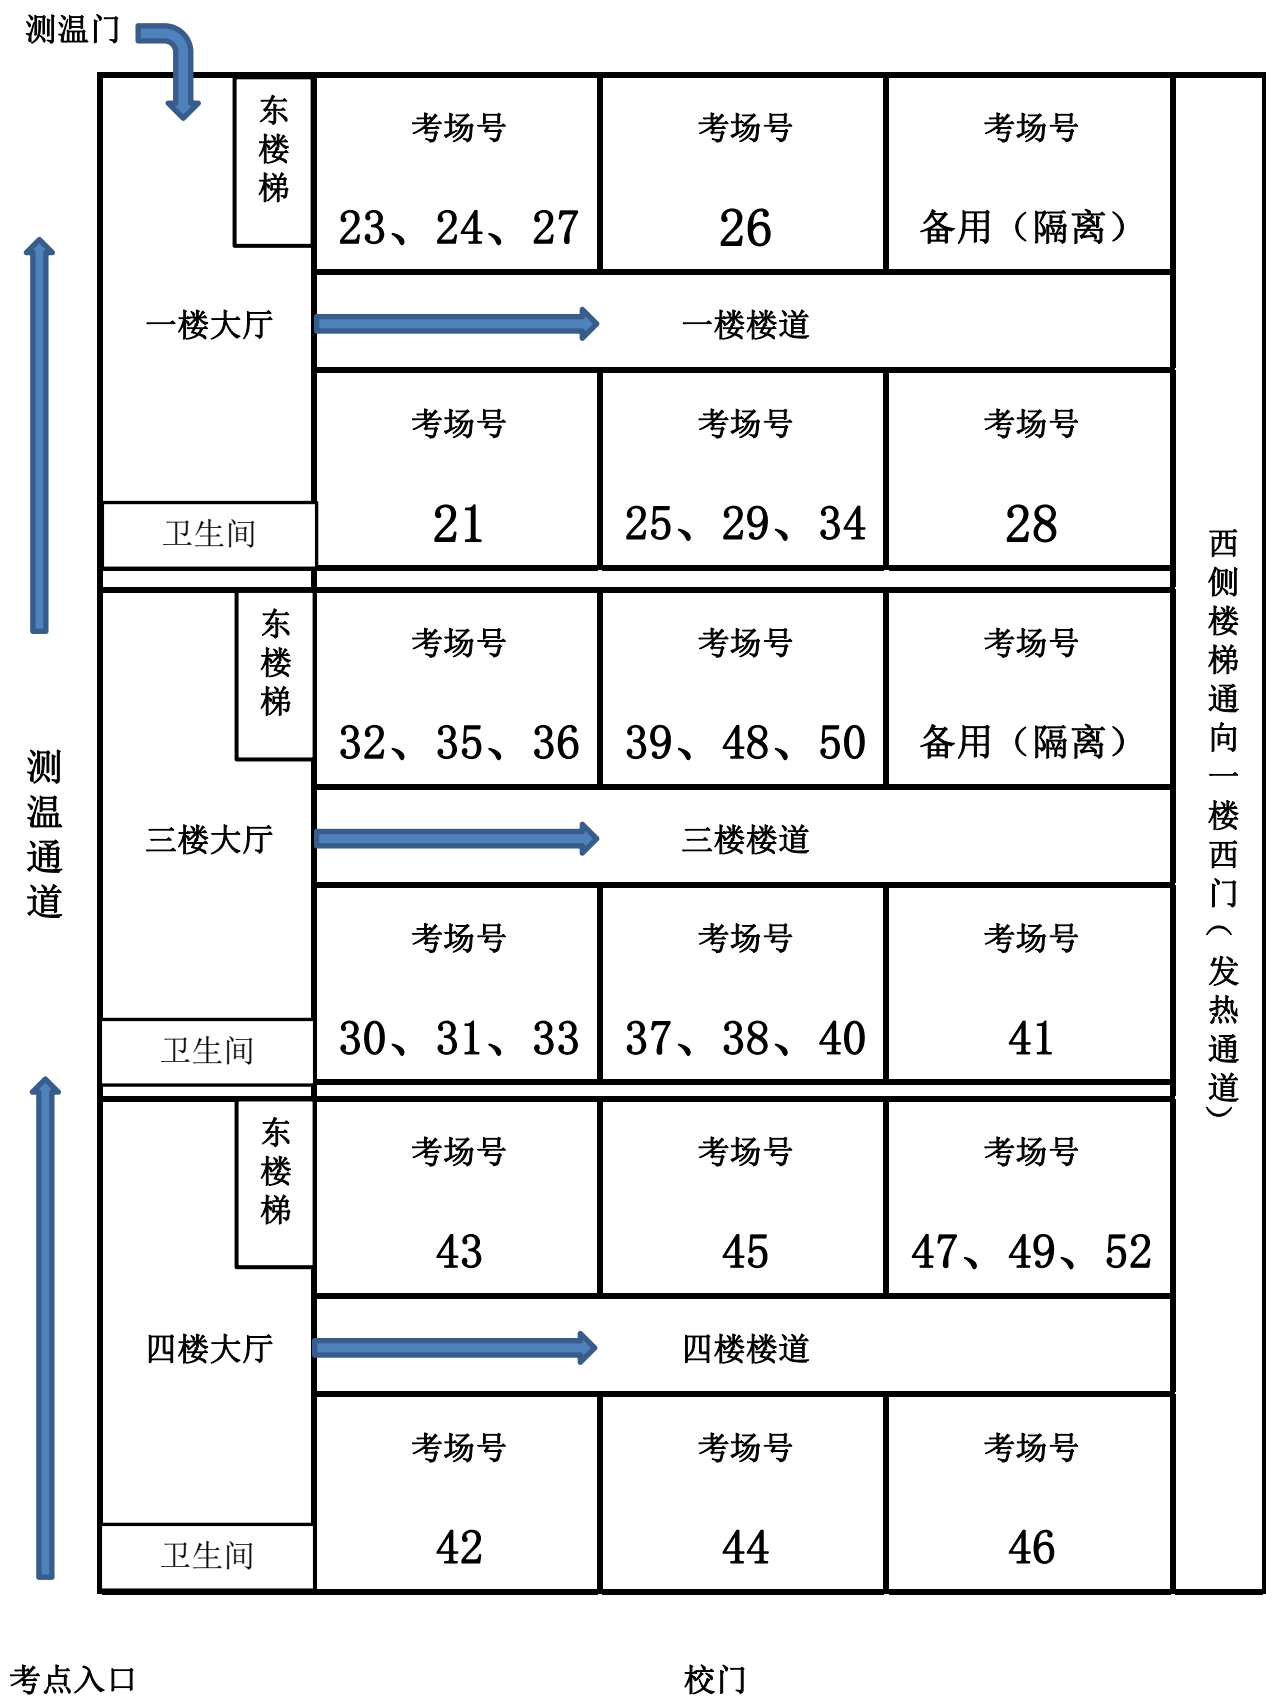 测温门
东楼梯
考场号
23、24、27
考场号
26
考场号
备用（隔离）
一楼大厅
一楼楼道
考场号
21
考场号
25、29、34
考场号
28
卫生间
东楼梯
考场号
32、35、36
考场号
39、48、50
考场号
备用（隔离）
三楼大厅
三楼楼道
考场号
30、31、33
考场号
37、38、40
考场号
41
卫生间
东楼梯
考场号
43
考场号
45
考场号
47、49、52
四楼大厅
四楼楼道
考场号
42
考场号
44
考场号
46
卫生间
测温通道
西侧楼梯通向一楼西门（发热通道）
考点入口
校门